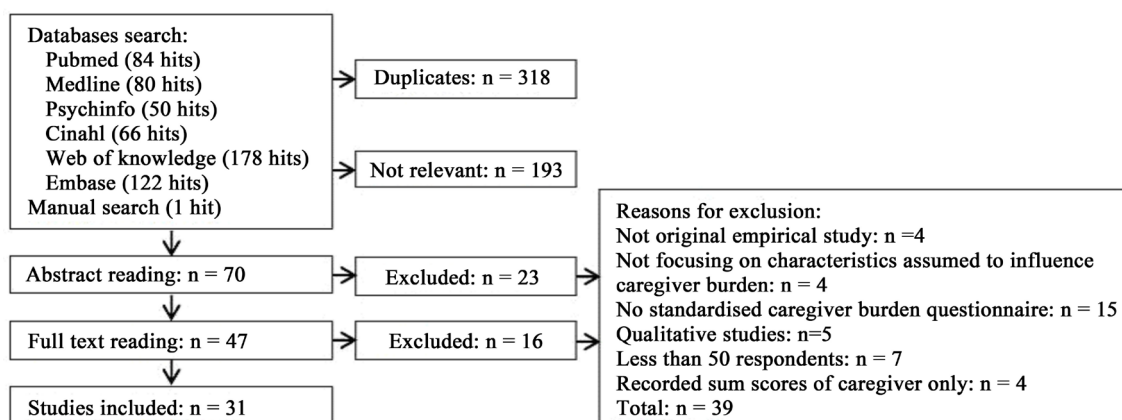 Databases search:
Pubmed (84 hits)
Medline (80 hits)
Psychinfo (50 hits)
Cinahl (66 hits)
Web of knowledge (178 hits)
Embase (122 hits)
Manual search (1 hit)
Duplicates: n = 318
Not relevant: n = 193
Abstract reading: n = 70
Excluded: n = 23
Full text reading: n = 47
Excluded: n = 16
Studies included: n = 31
Reasons for exclusion:
Not original empirical study: n =4
Not focusing on characteristics assumed to influence
caregiver burden: n = 4
No standardised caregiver burden questionnaire: n = 15
Qualitative studies: n=5
Less than 50 respondents: n = 7
Recorded sum scores of caregiver only: n = 4
Total: n = 39